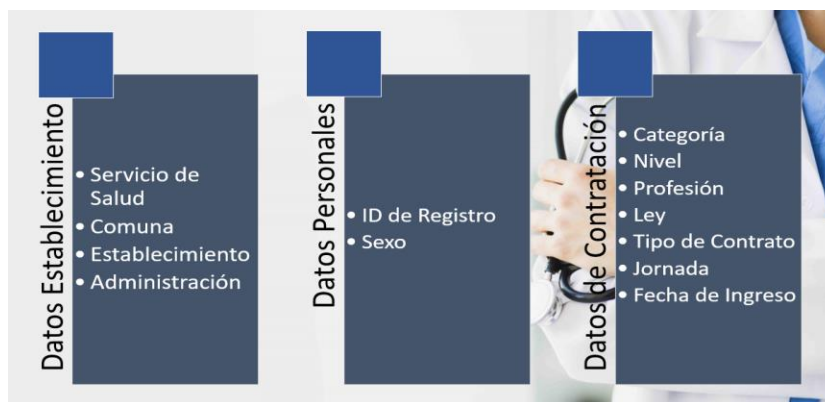 Datos Establecimiento
• Servicio de
Salud
• Comuna
• Establecimiento
• Administración
Datos Personales
• ID de Registro
• Sexo
Datos de Contratación
• Categoría
• Nivel
• Profesión
• Ley
• Tipo de Contrato
• Jornada
• Fecha de Ingreso